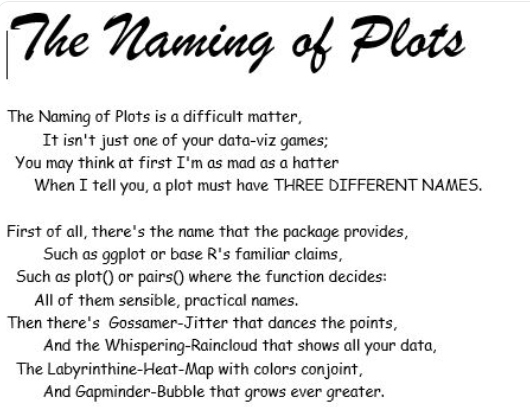 The Naming of Plots
The Naming of Plots is a difficult matter,
It isn't just one of your data-viz games;
You may think at first I'm as mad as a hatter
When I tell you, a plot must have THREE DIFFERENT NAMES.
First of all, there's the name that the package provides,
Such as ggplot or base R's familiar claims,
Such as plot() or pairs() where the function decides:
All of them sensible, practical names.
Then there's  Gossamer-Jitter that dances the points,
And the Whispering-Raincloud that shows all your data,
The Labyrinthine-Heat-Map with colors conjoint,
And Gapminder-Bubble that grows ever greater.